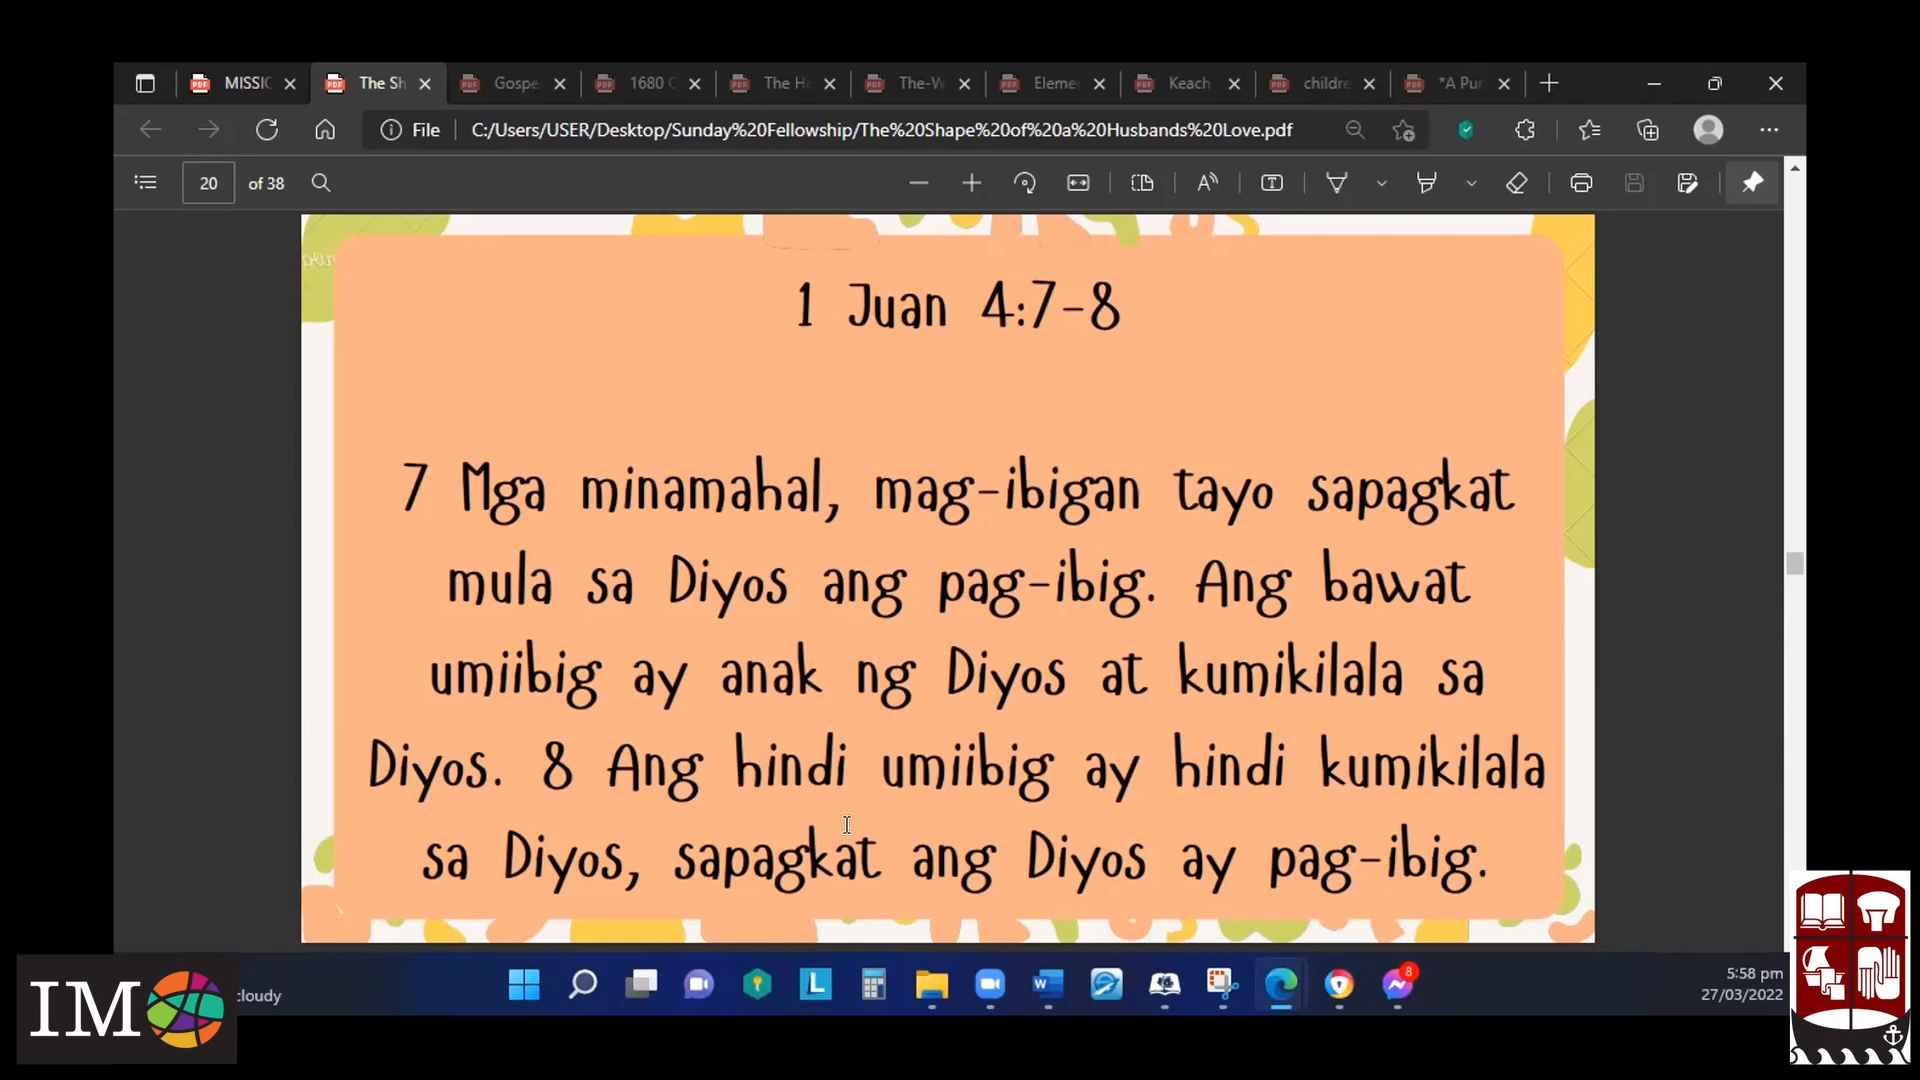 MISSIC
The Sh
Gospe
1680 C
The He
The-W
Eleme
Keach
childre
*A Pur
File
C:/Users/USER/Desktop/Sunday%20Fellowship/The%20Shape%20of%20a%20Husbands%20Love.pdf
20 of 38
1 Juan 4:7-8
7 Mga minamahal, mag-ibigan tayo sapagkat
mula sa Diyos ang pag-ibig. Ang bawat
umiibig ay anak ng Diyos at kumikilala sa
Diyos. 8 Ang hindi umiibig ay hindi kumikilala
sa Diyos, sapagkat ang Diyos ay pag-ibig.
IM
cloudy
8
5:58 pm
27/03/2022